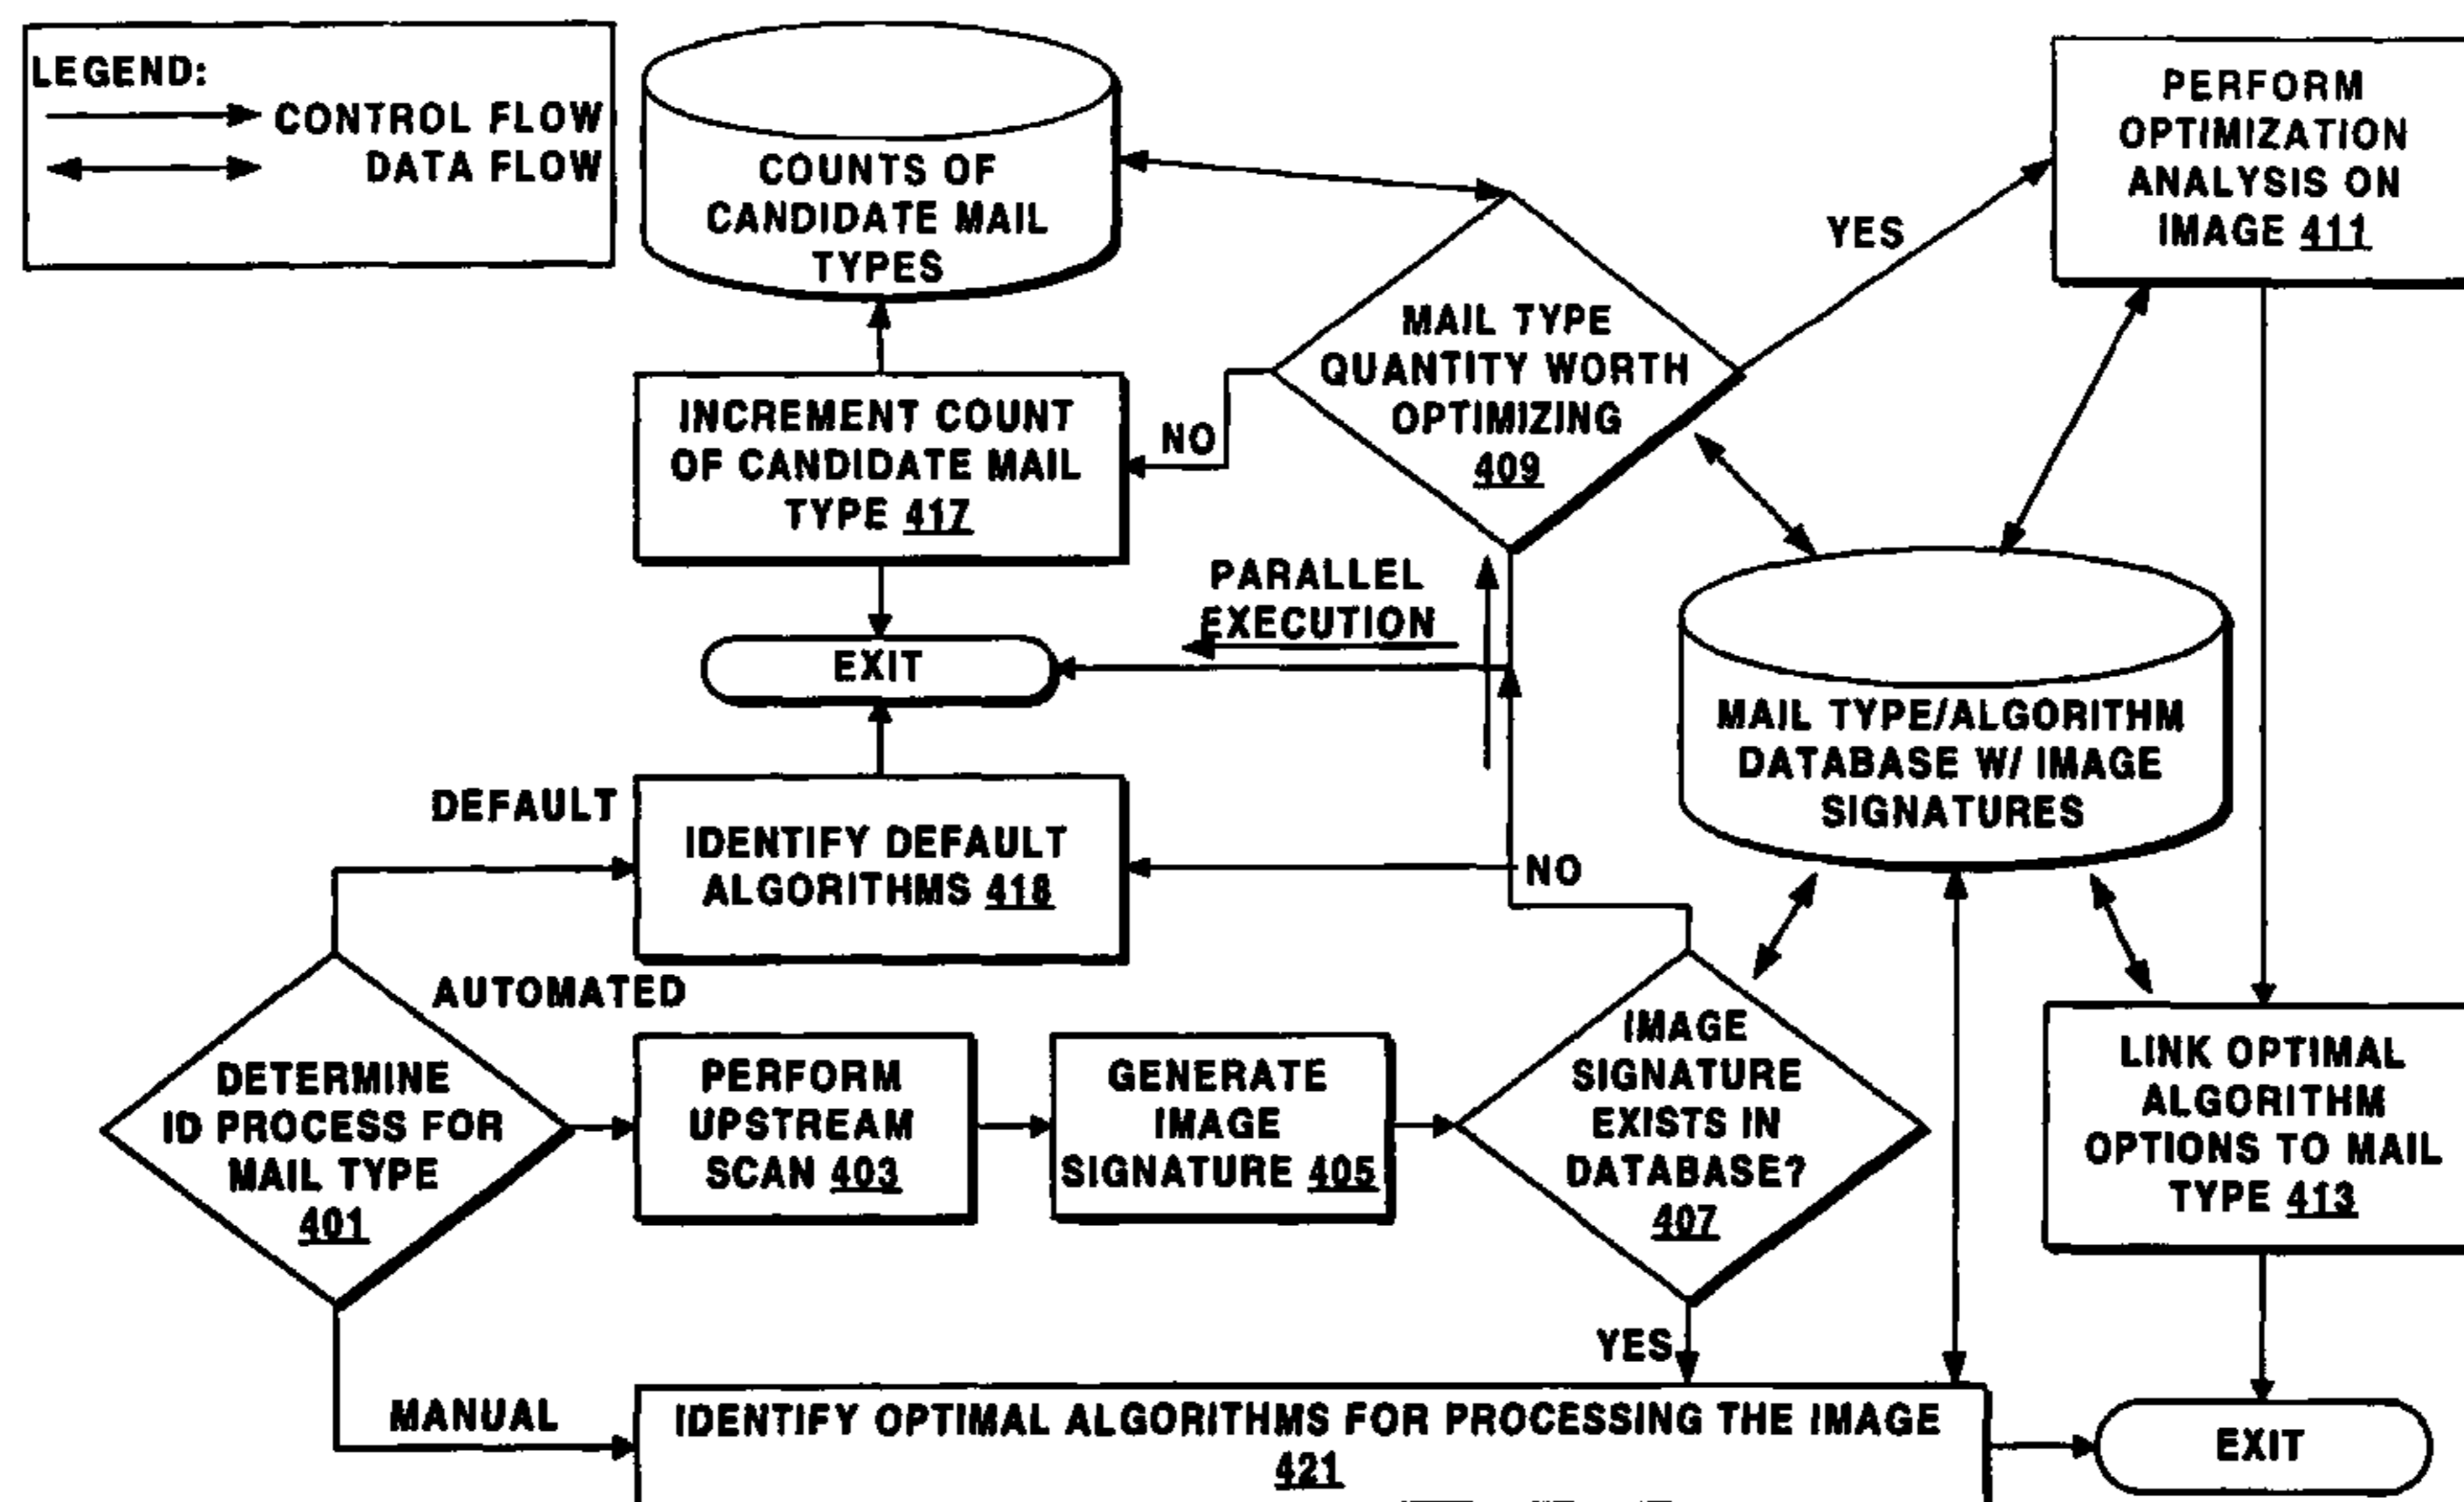 LEGEND:
CONTROL FLOW
DATA FLOW
COUNTS OF
CANDIDATE MAIL
TYPES
PERFORM
OPTIMIZATION
ANALYSIS ON
IMAGE 411
YES
MAIL TYPE
QUANTITY WORTH
OPTIMIZING
409
NO
INCREMENT COUNT
OF CANDIDATE MAIL
TYPE 417
PARALLEL
EXECUTION
EXIT
MAIL TYPE/ALGORITHM
DATABASE W/ IMAGE
SIGNATURES
DEFAULT
IDENTIFY DEFAULT
ALGORITHMS 418
NO
AUTOMATED
DETERMINE
ID PROCESS FOR
MAIL TYPE
401
PERFORM
UPSTREAM
SCAN 403
GENERATE
IMAGE
SIGNATURE 405
IMAGE
SIGNATURE
EXISTS IN
DATABASE?
407
LINK OPTIMAL
ALGORITHM
OPTIONS TO MAIL
TYPE 413
YES
MANUAL
IDENTIFY OPTIMAL ALGORITHMS FOR PROCESSING THE IMAGE
421
EXIT